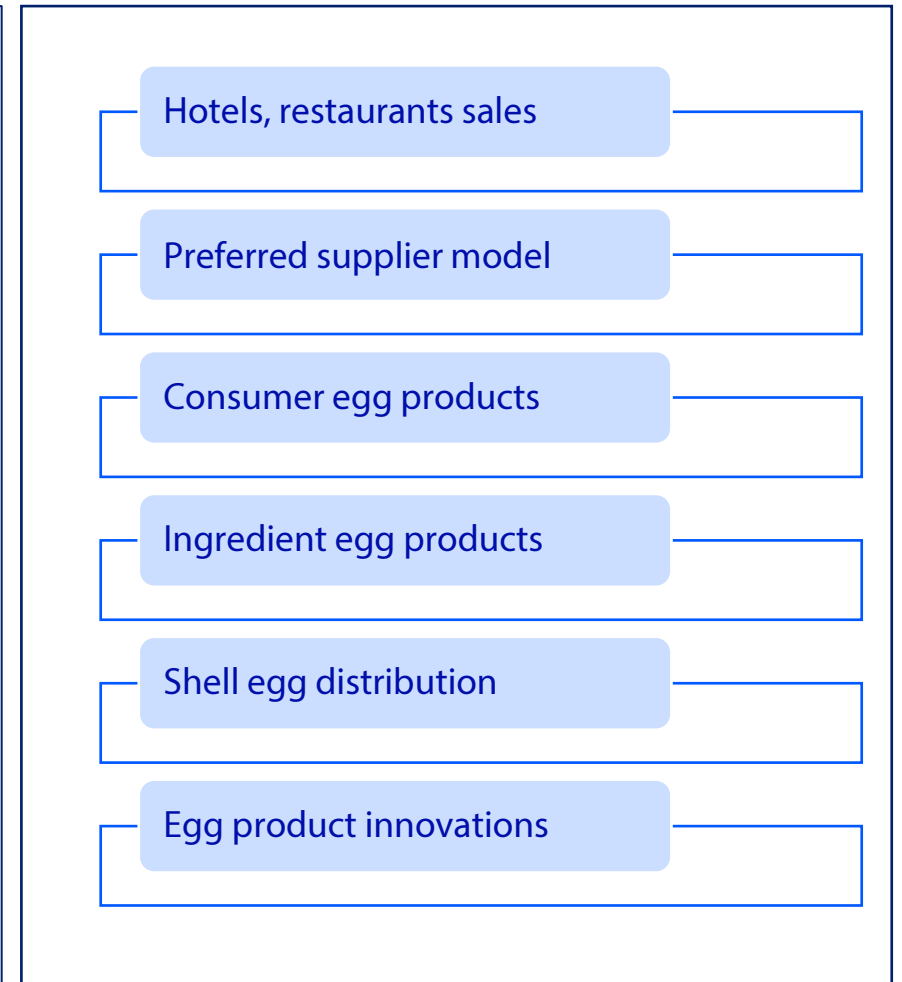 Hotels, restaurants sales
Preferred supplier model
Consumer egg products
Ingredient egg products
Shell egg distribution
Egg product innovations